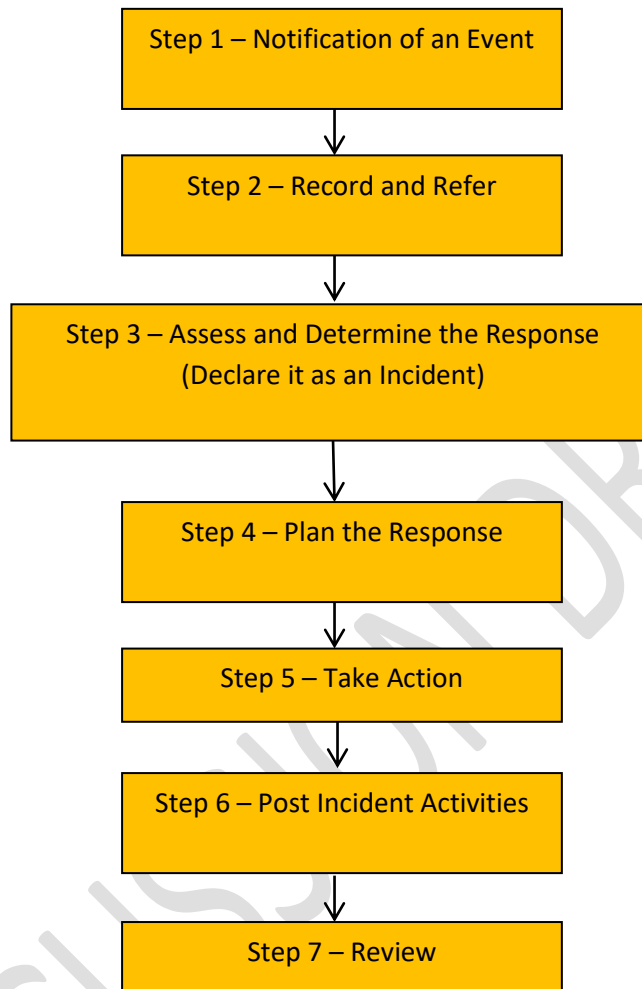 Step 1 – Notification of an Event
Step 2 – Record and Refer
Step 3 – Assess and Determine the Response
(Declare it as an Incident)
Step 4 – Plan the Response
Step 5 – Take Action
Step 6 – Post Incident Activities
Step 7 – Review